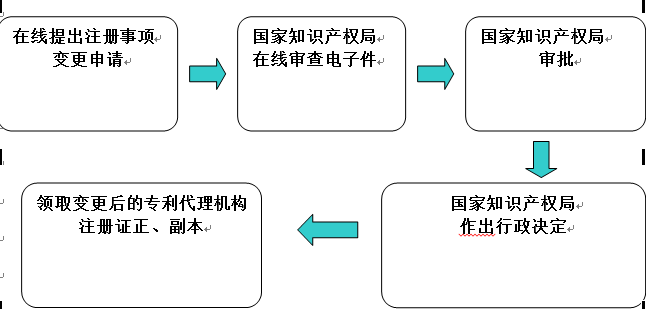 在线提出注册事项
变更申请
国家知识产权局
在线审查电子件
国家知识产权局
审批
国家知识产权局
作出行政决定
领取变更后的专利代理机构
注册证正、副本